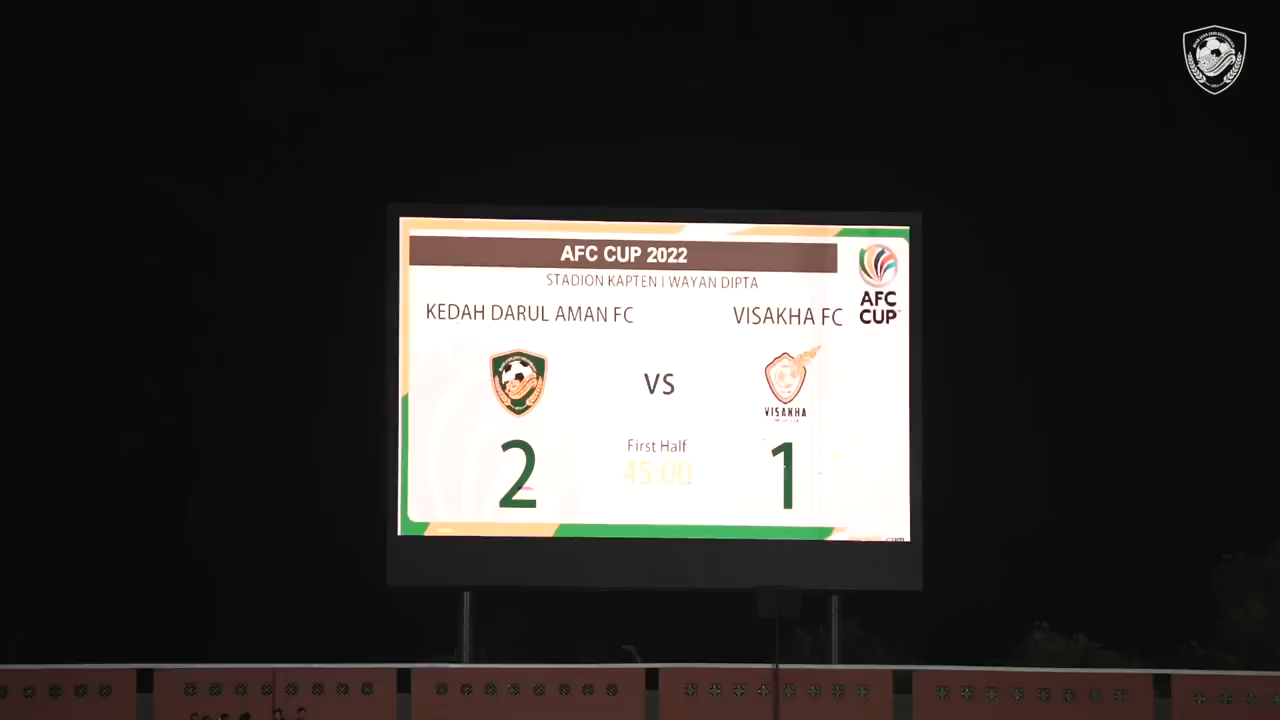 AFC CUP 2022
STADION KAPTEN I WAYAN DIPTA
KEDAH DARUL AMAN FC
VISAKHA FC
AFC
CUP
VS
VISAKHA
First Half
45:00
2
1